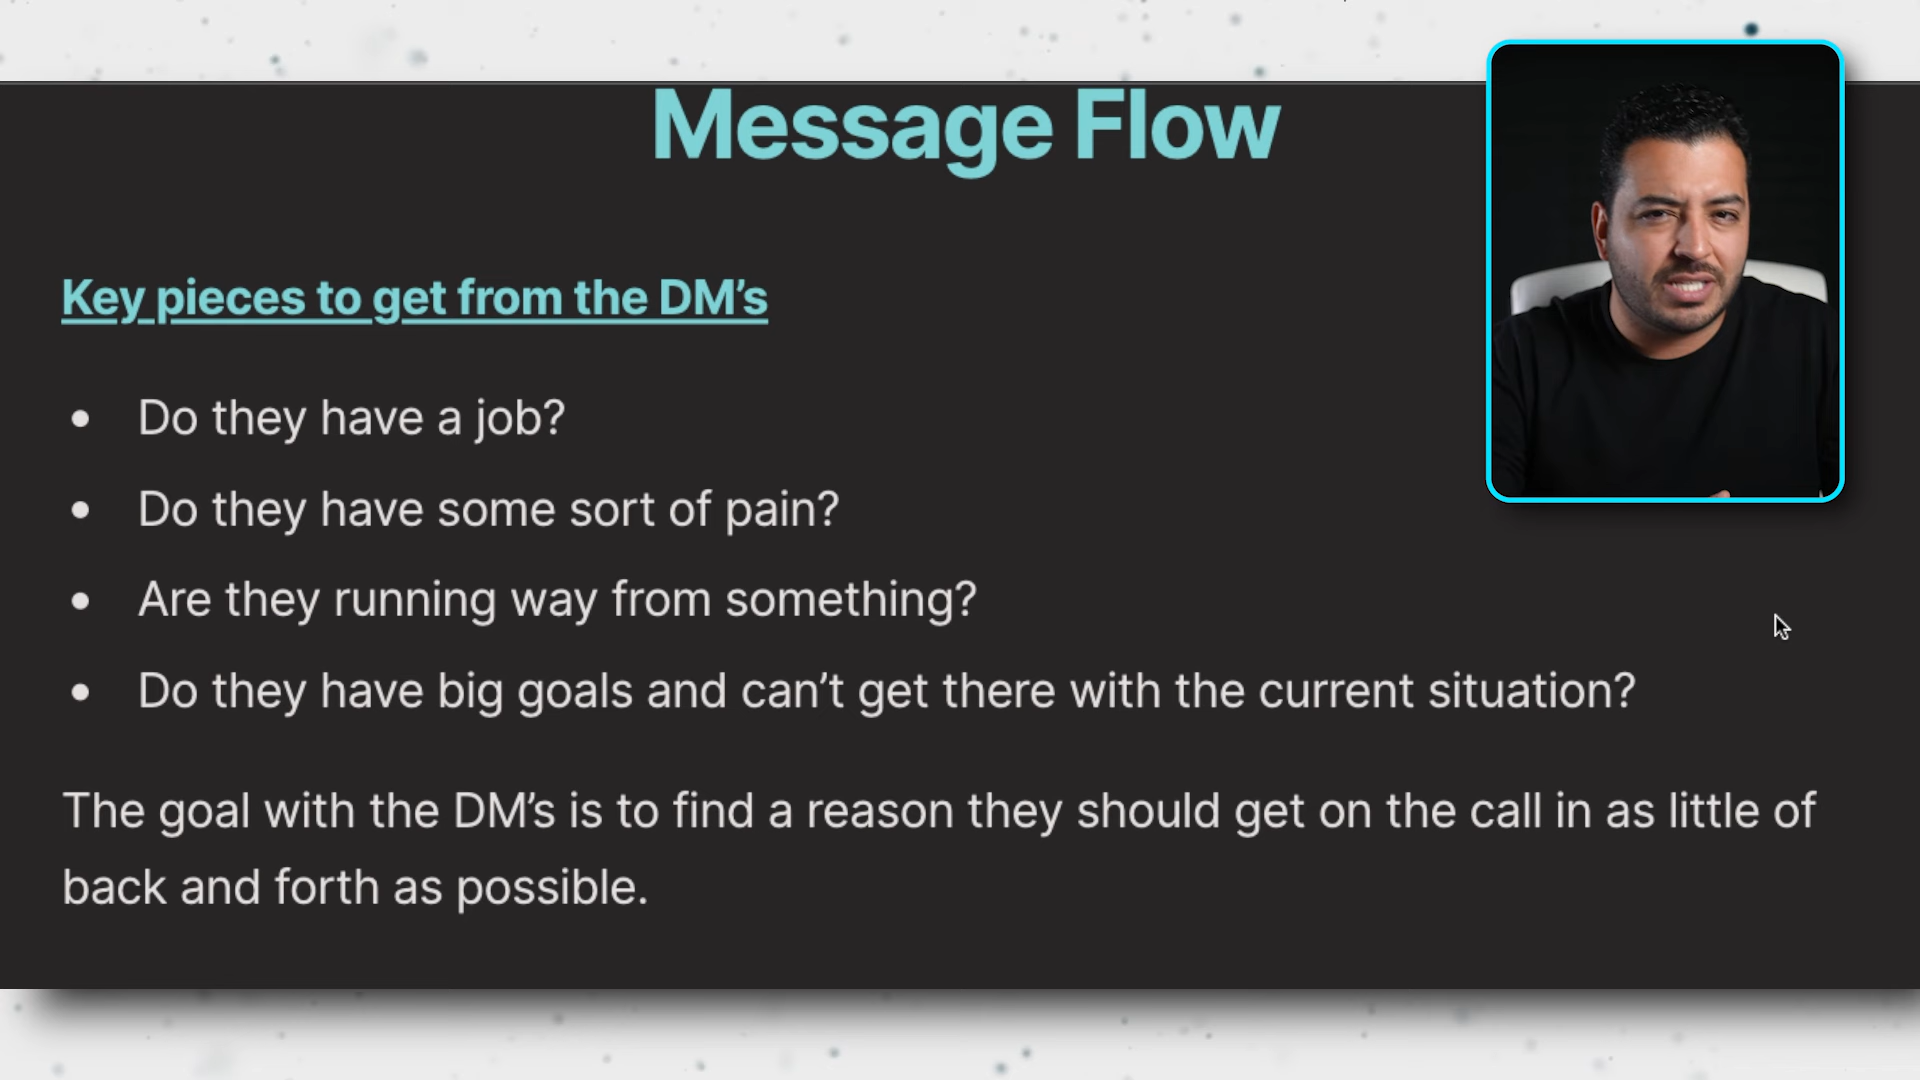 Message Flow
Key pieces to get from the DM’s
• Do they have a job?
• Do they have some sort of pain?
• Are they running way from something?
• Do they have big goals and can’t get there with the current situation?
The goal with the DM’s is to find a reason they should get on the call in as little of
back and forth as possible.